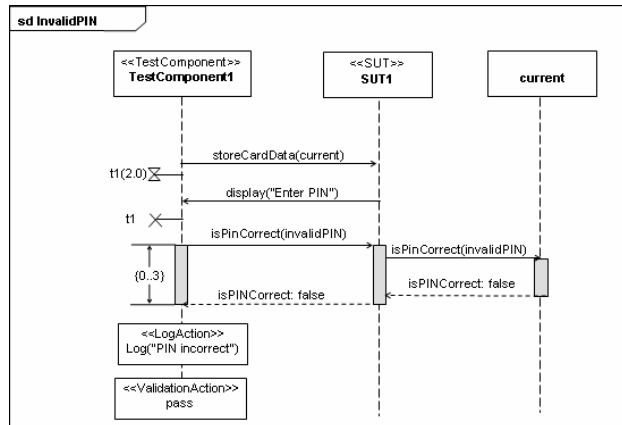 sd InvalidPIN
<<TestComponent>>
TestComponent1
<<SUT>>
SUT1
current
storeCardData(current)
t1(2.0)
display("Enter PIN")
t1
isPinCorrect(invalidPIN)
isPinCorrect(invalidPIN)
{0..3}
isPINCorrect: false
isPINCorrect: false
<<LogAction>>
Log("PIN incorrect")
<<ValidationAction>>
pass